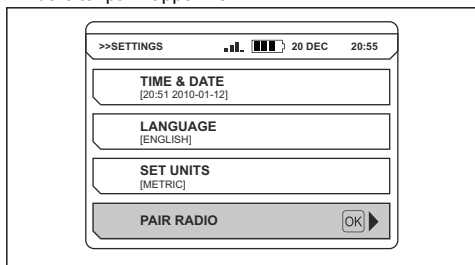 >>SETTINGS 20 DEC 20:55
TIME & DATE
[20:51 2010-01-12]
LANGUAGE
[ENGLISH]
SET UNITS
[METRIC]
PAIR RADIO OK